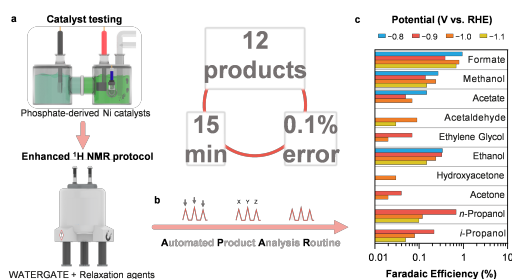 a
Catalyst testing
Phosphate-derived Ni catalysts
Enhanced ¹H NMR protocol
WATERGATE + Relaxation agents
12
products
15
min
0.1%
error
b
X Y Z
Automated Product Analysis Routine
c
Potential (V vs. RHE)
−0.8 −0.9 −1.0 −1.1
Formate
Methanol
Acetate
Acetaldehyde
Ethylene Glycol
Ethanol
Hydroxyacetone
Acetone
n-Propanol
i-Propanol
0.01 0.1 1 10
Faradaic Efficiency (%)